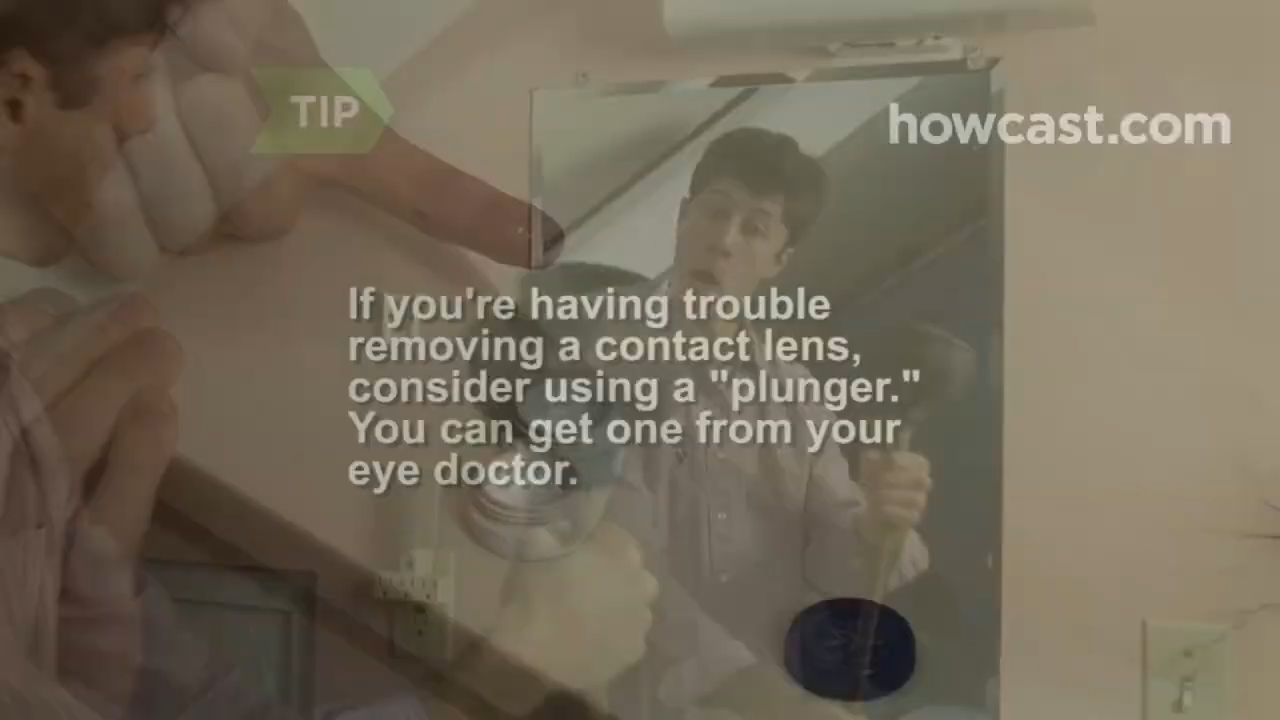 TIP
howcast.com
If you're having trouble
removing a contact lens,
consider using a "plunger."
You can get one from your
eye doctor.